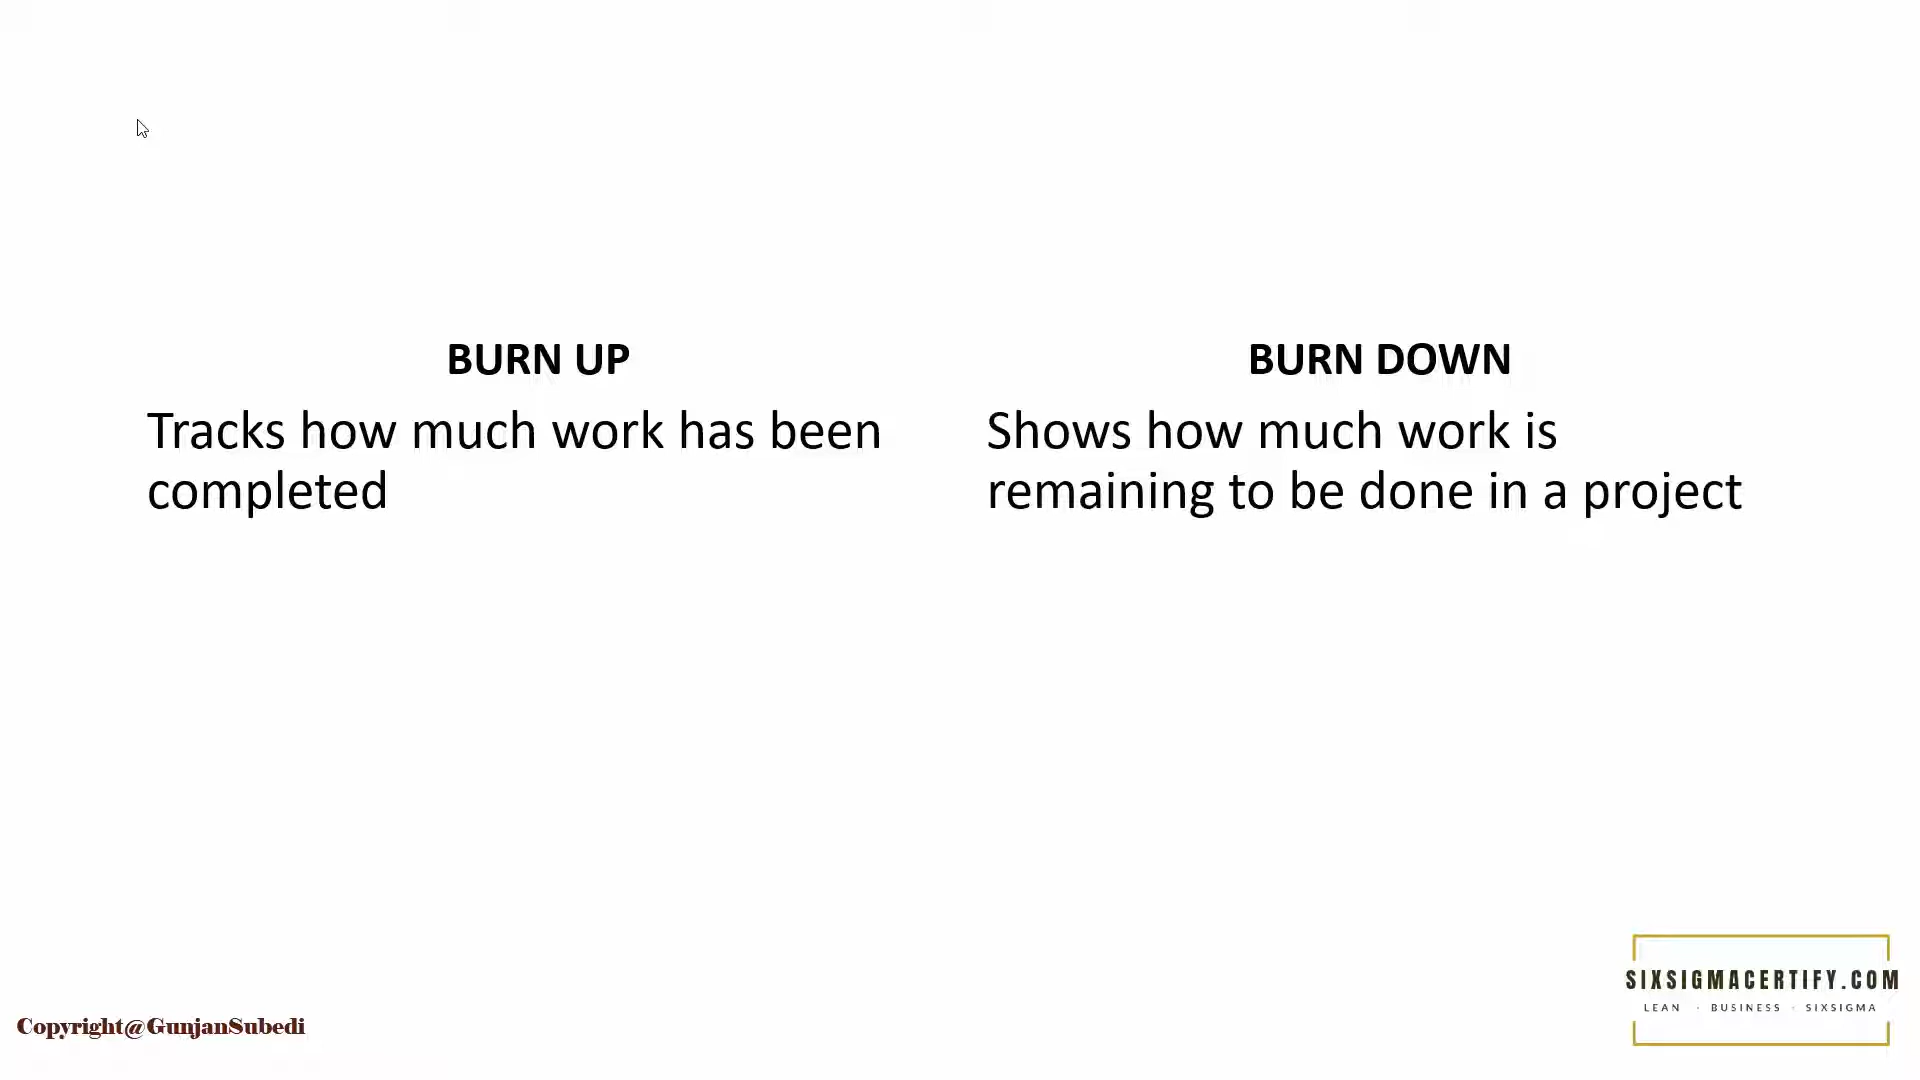 BURN UP
Tracks how much work has been
completed
BURN DOWN
Shows how much work is
remaining to be done in a project
Copyright@GunjanSubedi
SIXSIGMACERTIFY.COM
LEAN · BUSINESS · SIXSIGMA